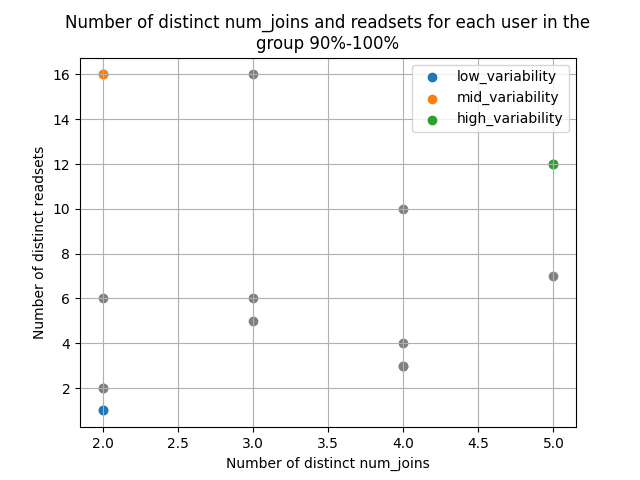 Number of distinct num_joins and readsets for each user in the
group 90%-100%
low_variability
mid_variability
high_variability
16
14
12
10
8
6
4
2
Number of distinct readsets
2.0 2.5 3.0 3.5 4.0 4.5 5.0
Number of distinct num_joins